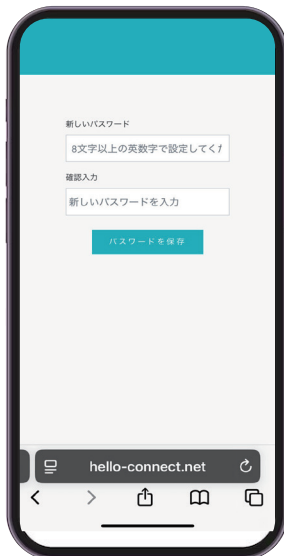 新しいパスワード
8文字以上の英数字で設定してくだ
確認入力
新しいパスワードを入力
パスワードを保存
hello-connect.net